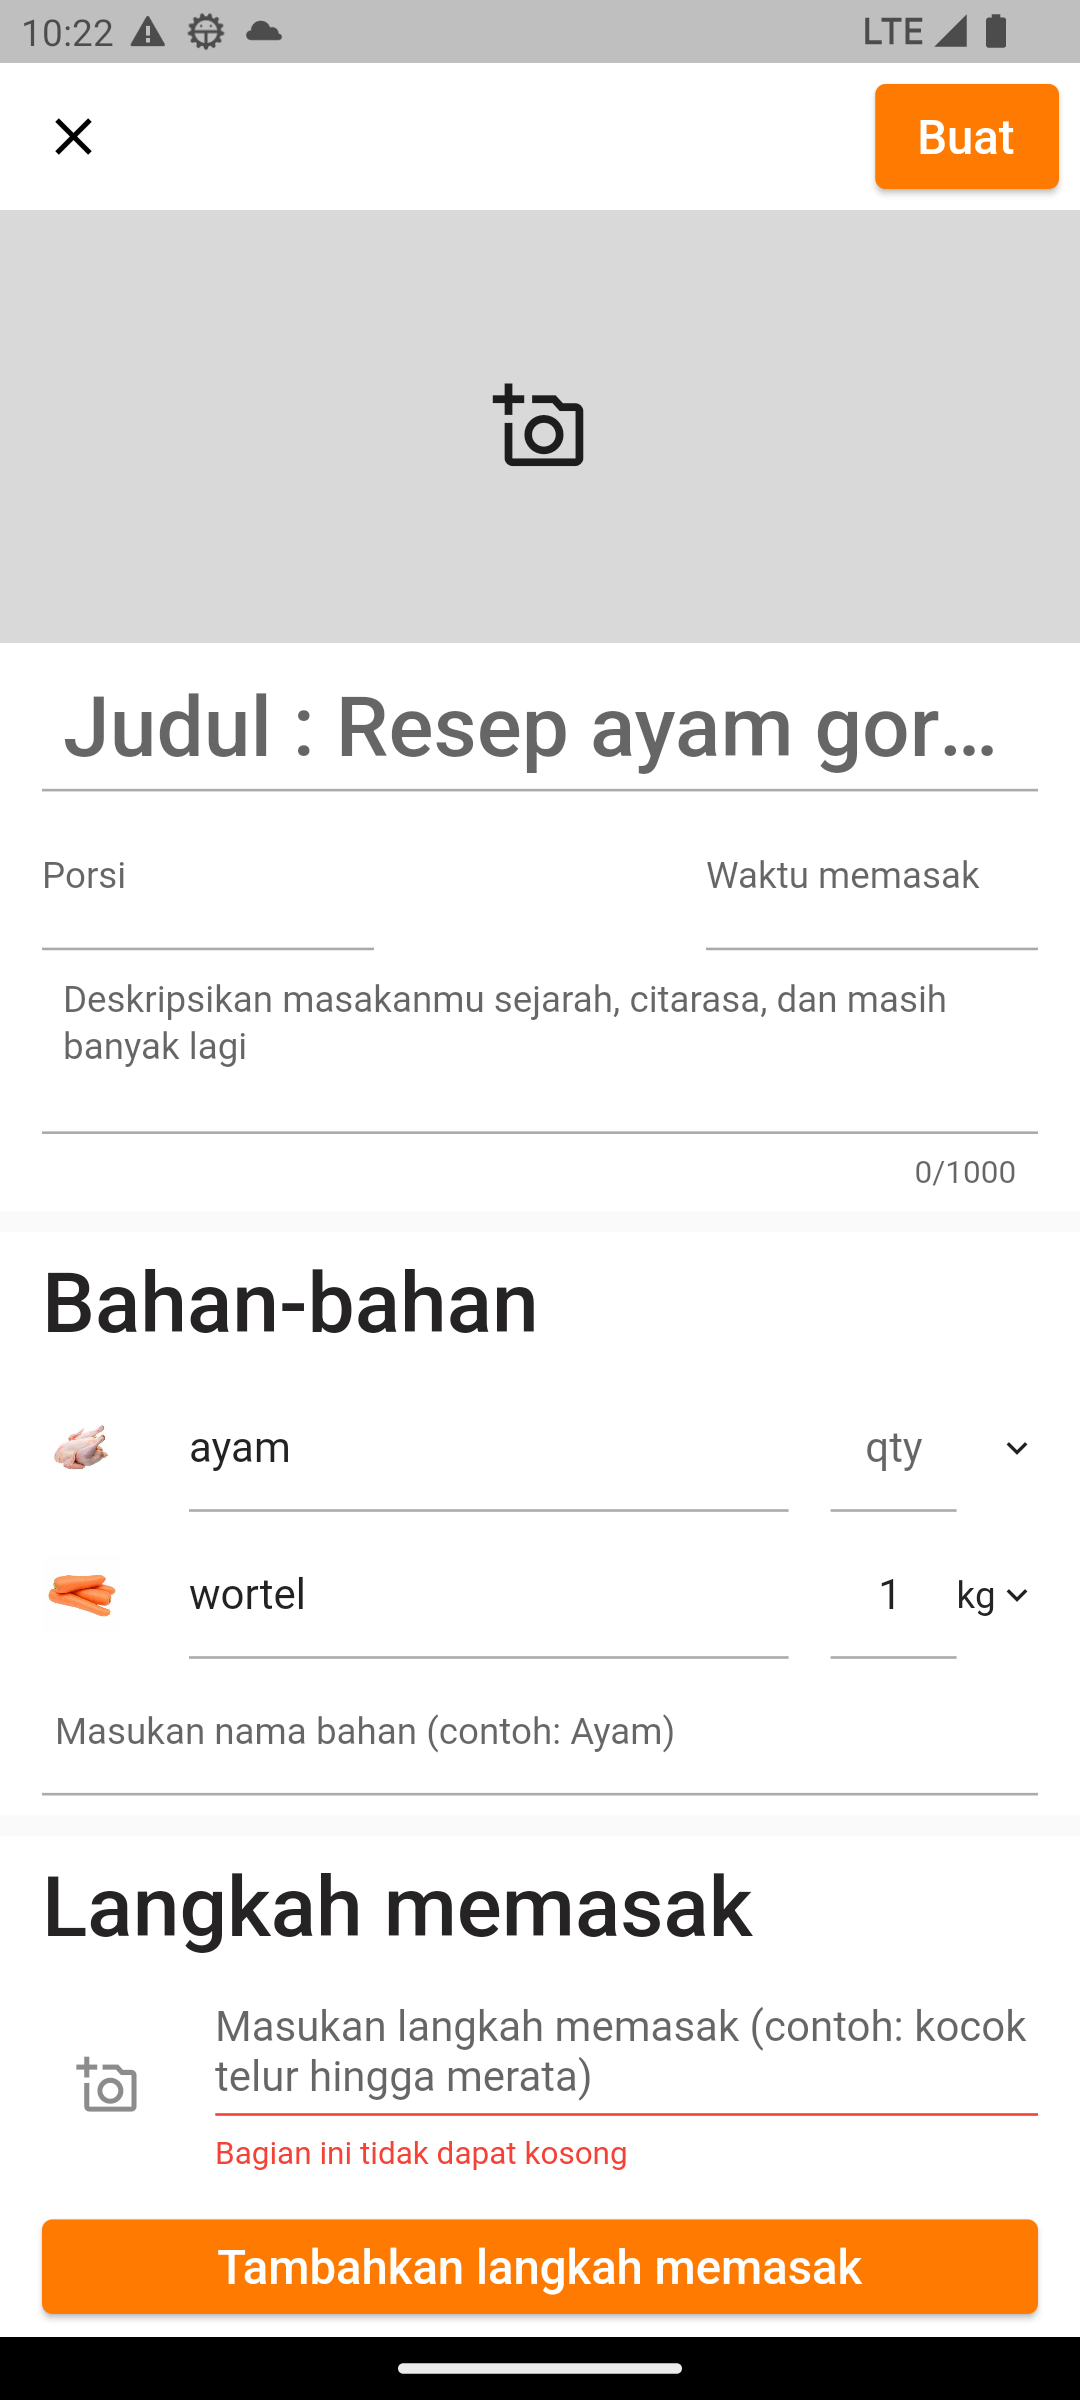 10:22
LTE
Buat
Judul : Resep ayam gor...
Porsi
Waktu memasak
Deskripsikan masakanmu sejarah, citarasa, dan masih
banyak lagi
0/1000
Bahan-bahan
ayam
qty
wortel
1
kg
Masukan nama bahan (contoh: Ayam)
Langkah memasak
Masukan langkah memasak (contoh: kocok
telur hingga merata)
Bagian ini tidak dapat kosong
Tambahkan langkah memasak